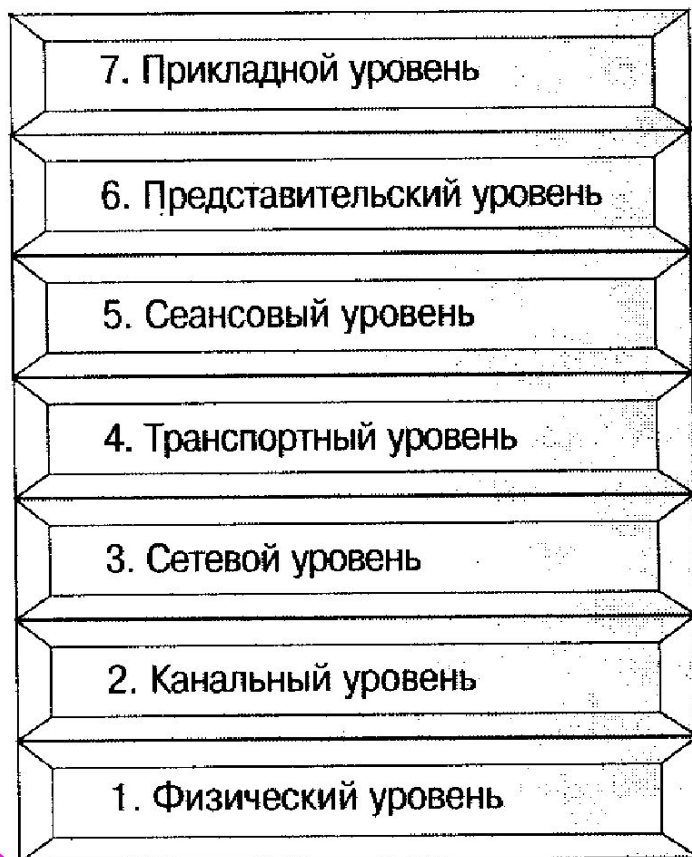 7. Прикладной уровень
6. Представительский уровень
5. Сеансовый уровень
4. Транспортный уровень
3. Сетевой уровень
2. Канальный уровень
1. Физический уровень